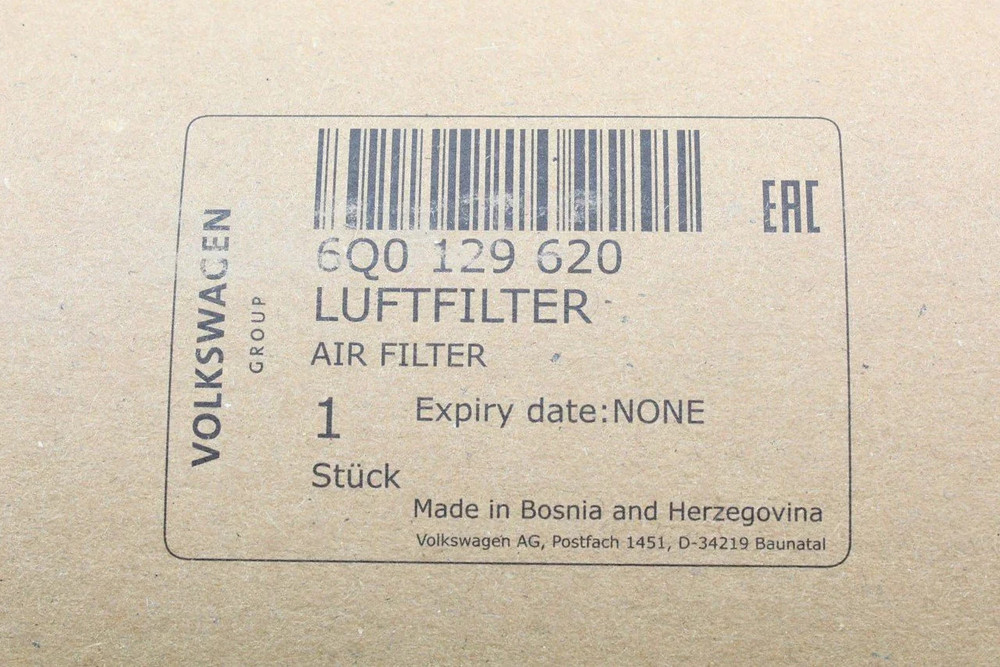 VOLKSWAGEN
GROUP
EAC
6Q0 129 620
LUFTFILTER
AIR FILTER
1
Expiry date:NONE
Stück
Made in Bosnia and Herzegovina
Volkswagen AG, Postfach 1451, D-34219 Baunatal